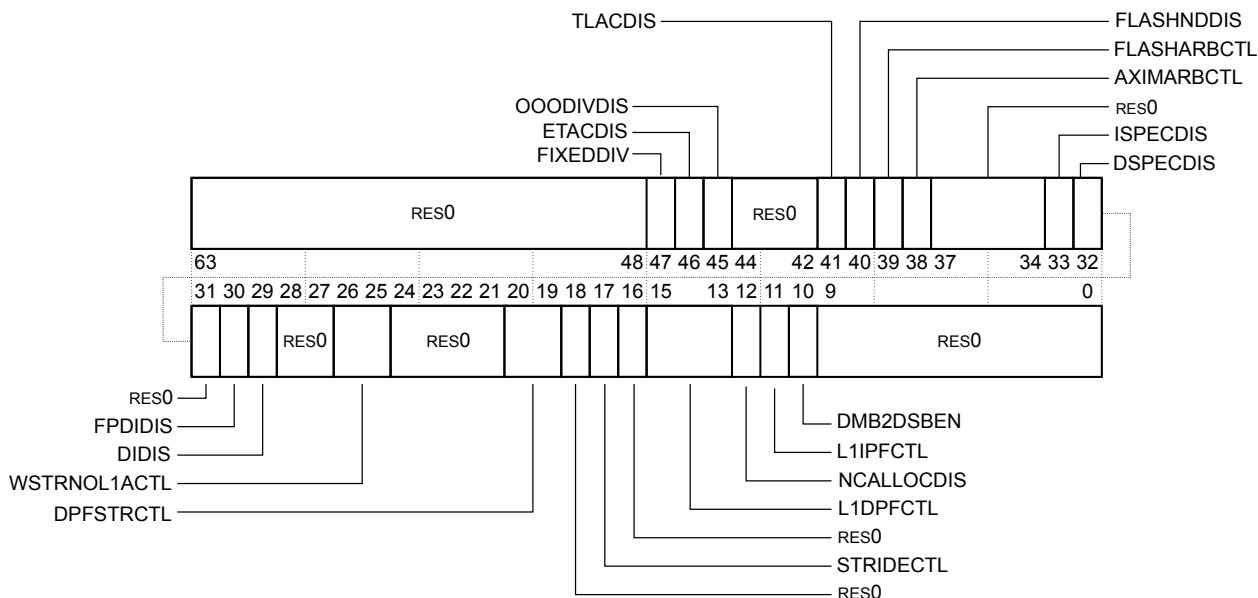 TLACDIS FLASHNDDIS
FLASHARBCTL
AXIMARBCTL
OOODIVDIS RES0
ETACDIS ISPECDIS
FIXEDDIV DSPECDIS
RES0 RES0
63 48 47 46 45 44 42 41 40 39 38 37 34 33 32
31 30 29 28 27 26 25 24 23 22 21 20 19 18 17 16 15 13 12 11 10 9 0
RES0 RES0 RES0
RES0
FPDIDIS DMB2DSBEN
DIDIS L1IPFCTL
WSTRNOL1ACTL NCALLOCDIS
DPFSTRCTL L1DPFCTL
RES0
STRIDECTL
RES0